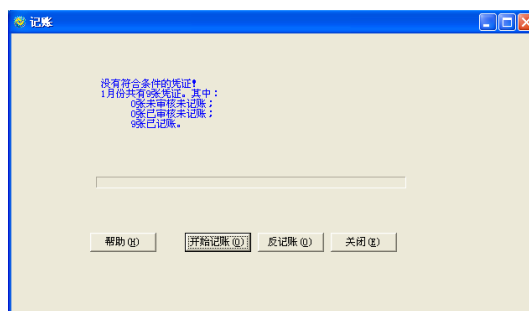 记账
没有符合条件的凭证!
1月份共有9张凭证。其中：
0张未审核未记账；
0张已审核未记账；
9张已记账。
帮助(H) 开始记账(O) 反记账(O) 关闭(E)